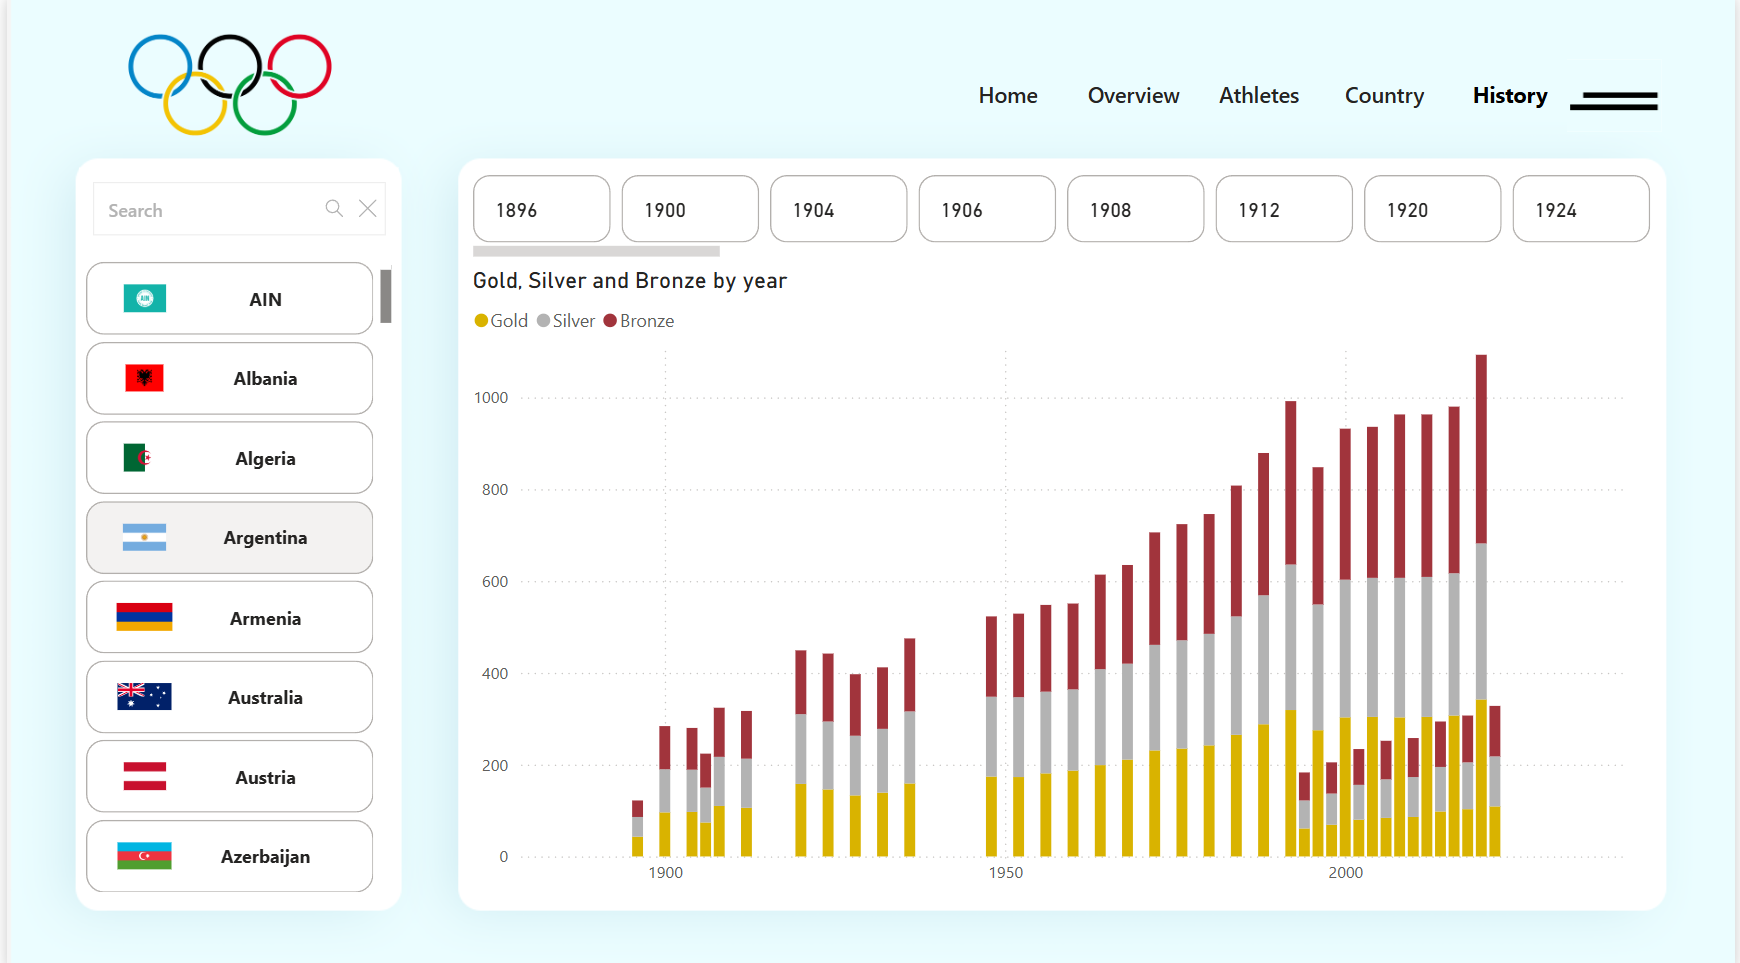 Home Overview Athletes Country History
Search
AIN
AIN
Albania
Algeria
Argentina
Armenia
Australia
Austria
Azerbaijan
1896 1900 1904 1906 1908 1912 1920 1924
Gold, Silver and Bronze by year
Gold Silver Bronze
1000
800
600
400
200
0
1900 1950 2000